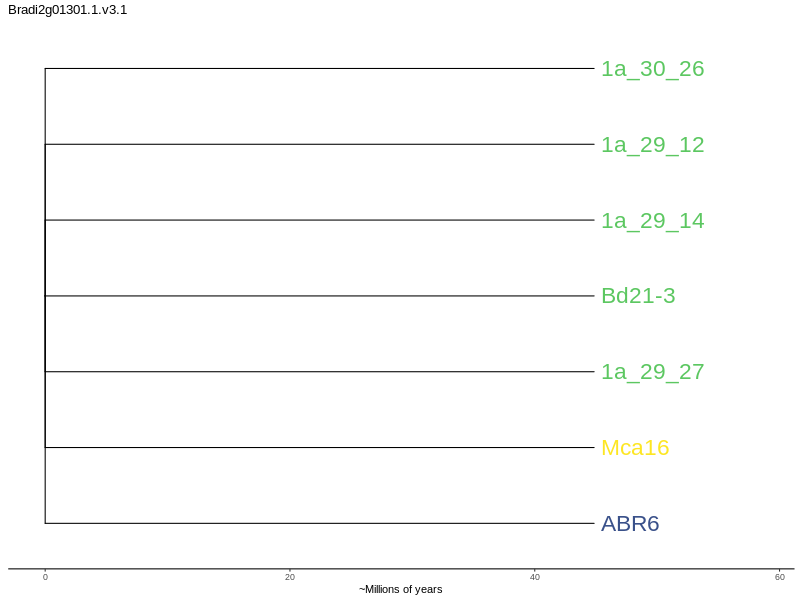 Bradi2g01301.1.v3.1
1a_30_26
1a_29_12
1a_29_14
Bd21-3
1a_29_27
Mca16
ABR6
0 20 40 60
~Millions of years